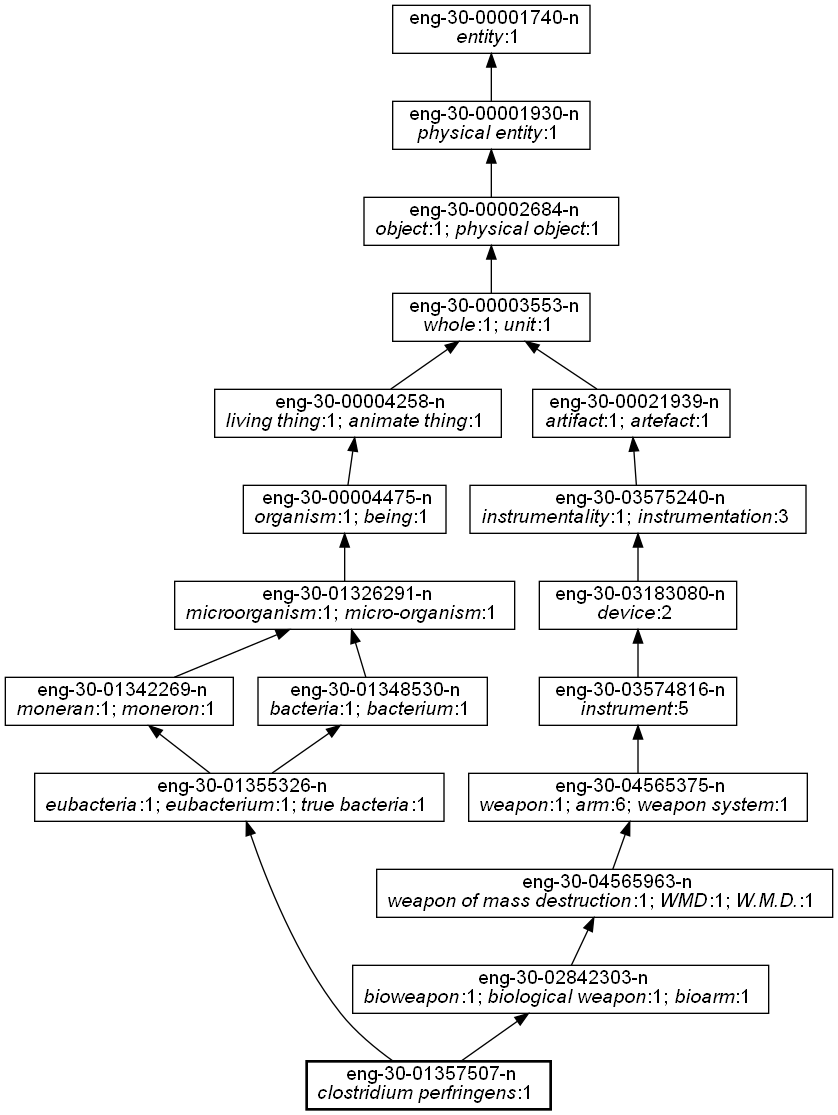 eng-30-00001740-n
entity:1
eng-30-00001930-n
physical entity:1
eng-30-00002684-n
object:1; physical object:1
eng-30-00003553-n
whole:1; unit:1
eng-30-00004258-n
living thing:1; animate thing:1
eng-30-00021939-n
artifact:1; artefact:1
eng-30-00004475-n
organism:1; being:1
eng-30-03575240-n
instrumentality:1; instrumentation:3
eng-30-01326291-n
microorganism:1; micro-organism:1
eng-30-03183080-n
device:2
eng-30-01342269-n
moneran:1; moneron:1
eng-30-01348530-n
bacteria:1; bacterium:1
eng-30-03574816-n
instrument:5
eng-30-01355326-n
eubacteria:1; eubacterium:1; true bacteria:1
eng-30-04565375-n
weapon:1; arm:6; weapon system:1
eng-30-04565963-n
weapon of mass destruction:1; WMD:1; W.M.D.:1
eng-30-02842303-n
bioweapon:1; biological weapon:1; bioarm:1
eng-30-01357507-n
clostridium perfringens:1